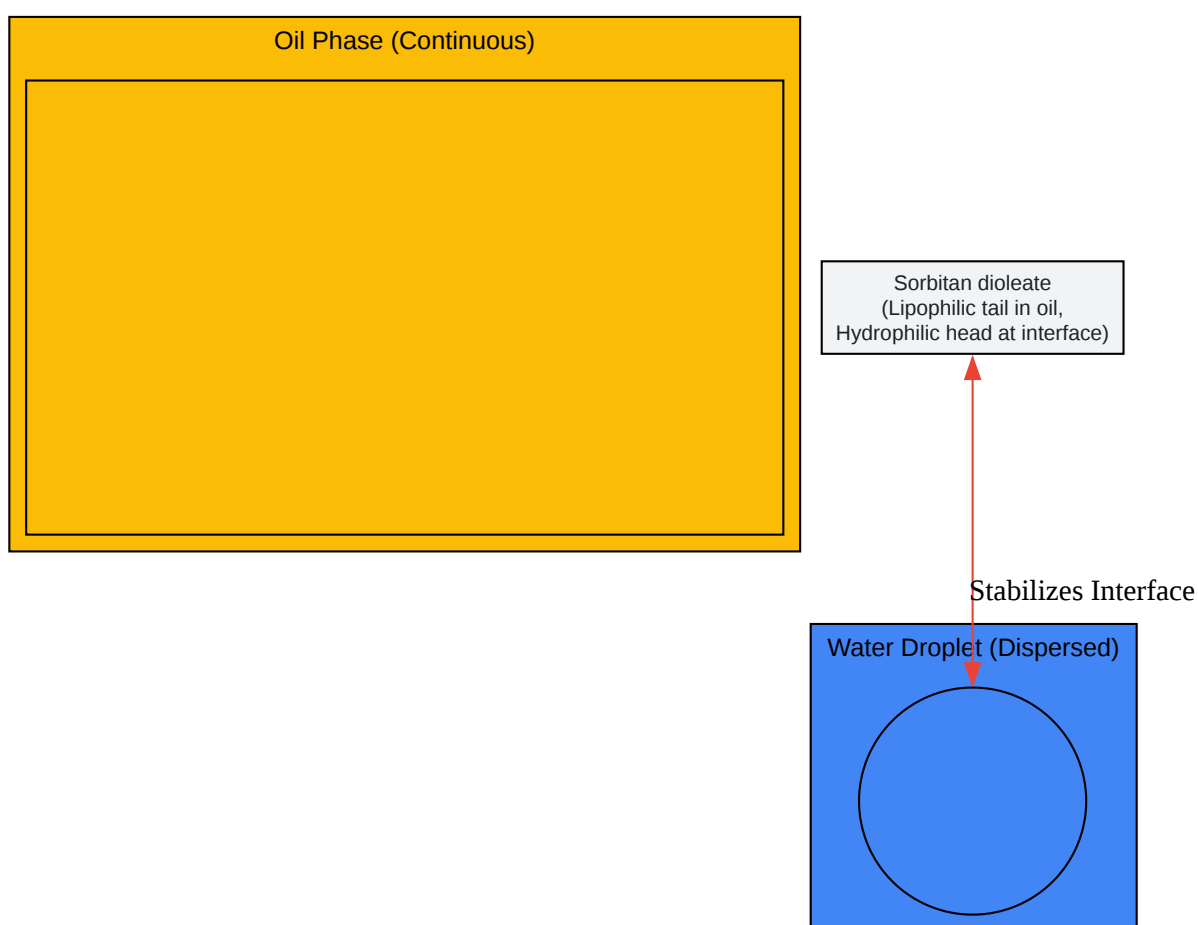 Oil Phase (Continuous)
Sorbitan dioleate
(Lipophilic tail in oil,
Hydrophilic head at interface)
Stabilizes Interface
Water Droplet (Dispersed)